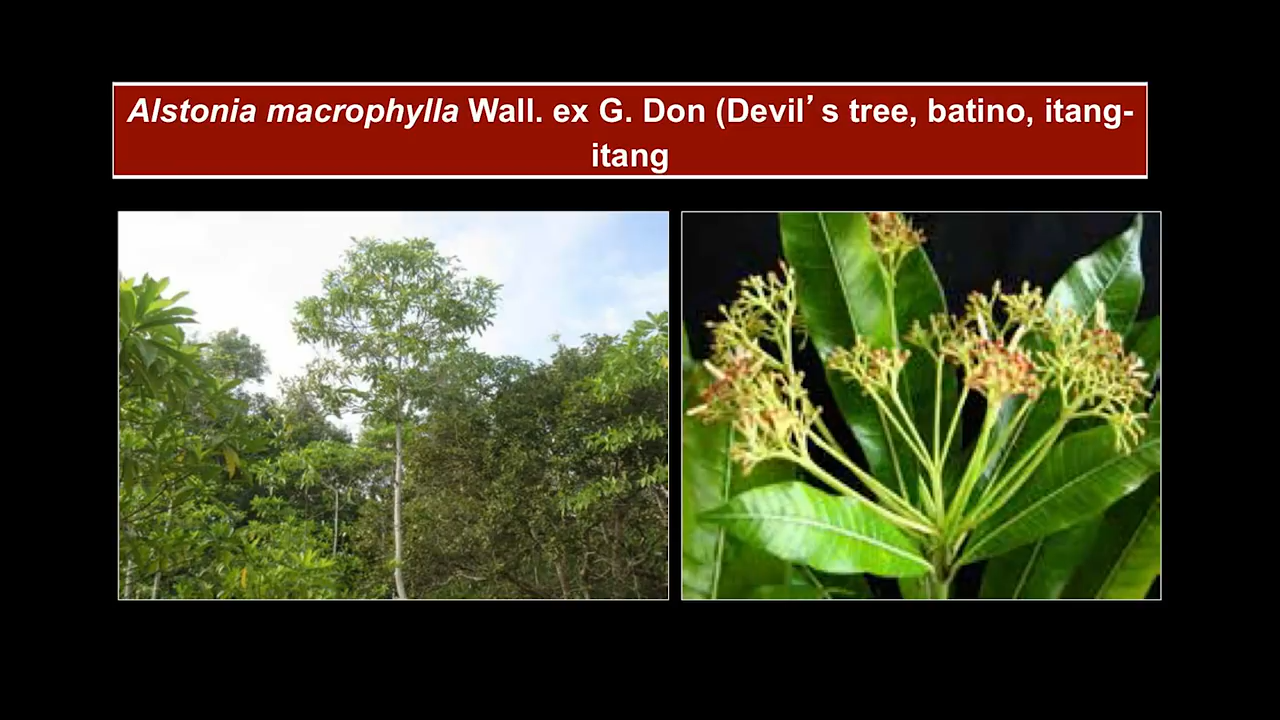 Alstonia macrophylla Wall. ex G. Don (Devil’s tree, batino, itang-
itang